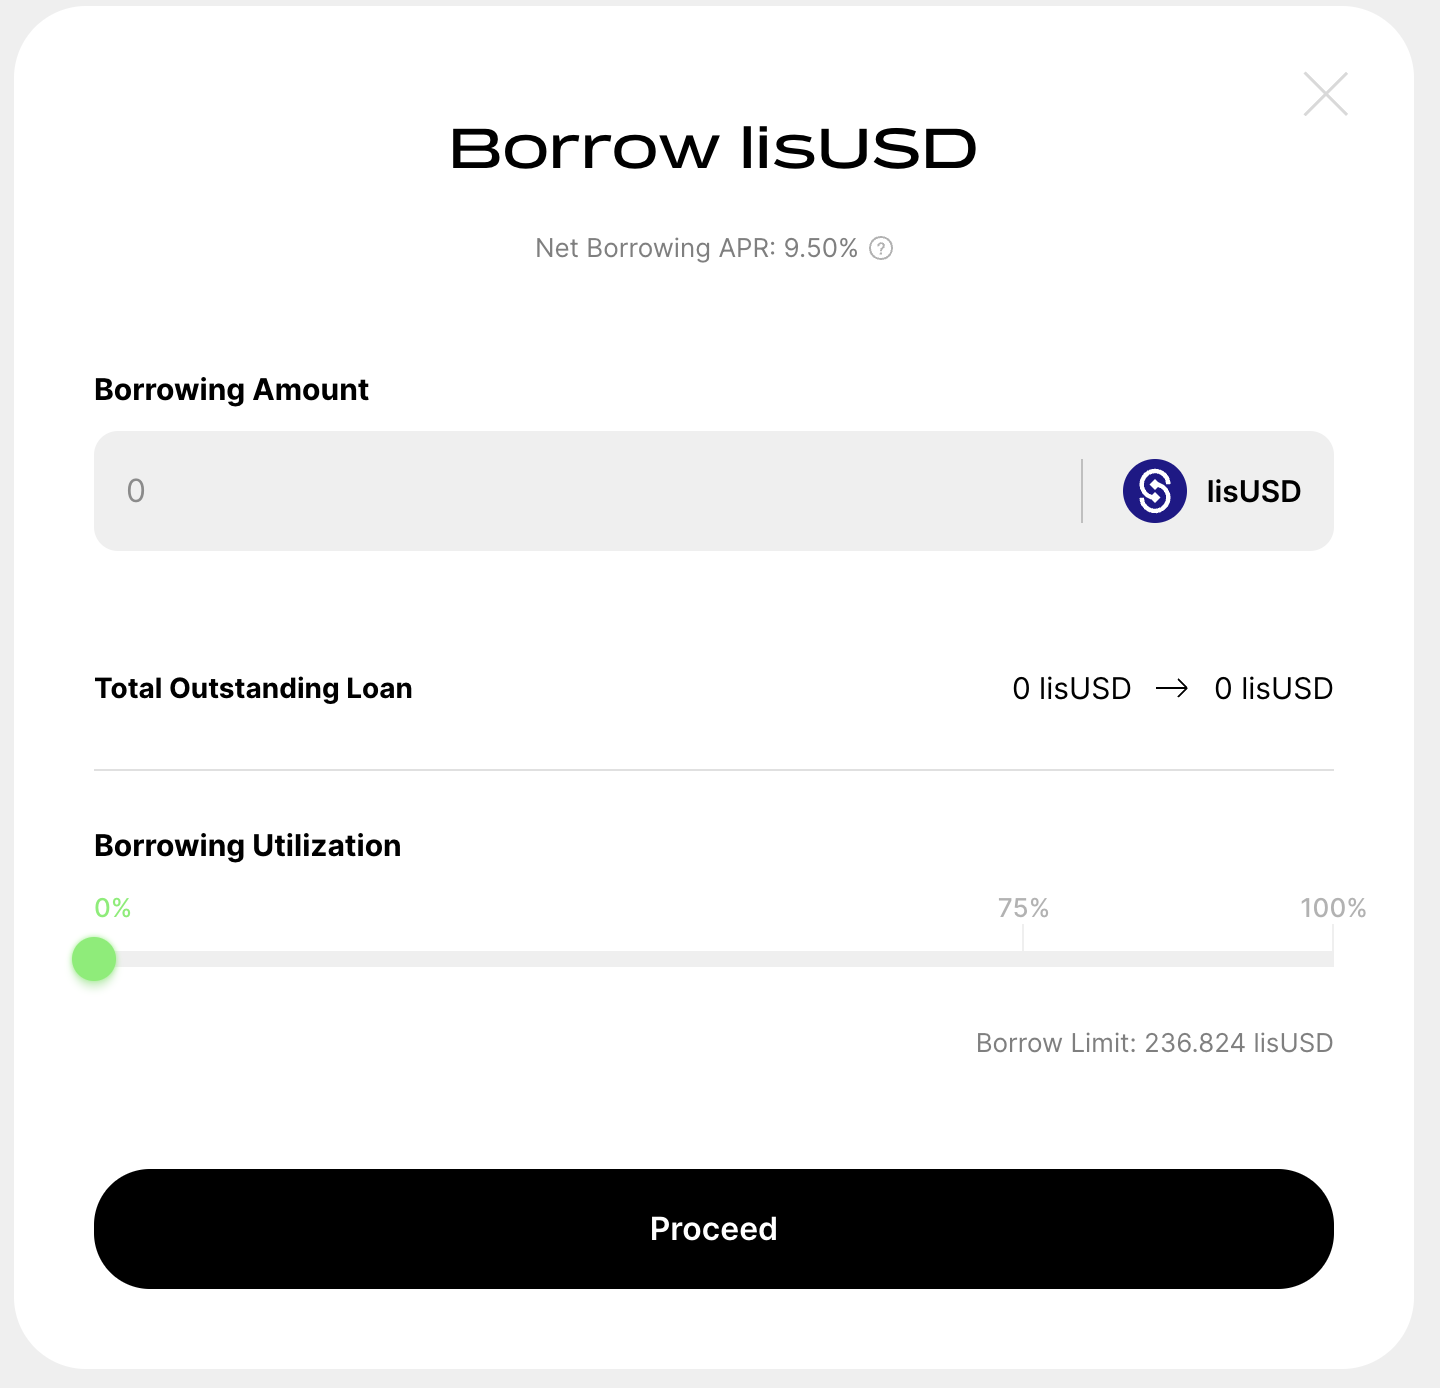 Borrow lisUSD
Net Borrowing APR: 9.50% ?
Borrowing Amount
0 lisUSD
Total Outstanding Loan 0 lisUSD → 0 lisUSD
Borrowing Utilization
0% 75% 100%
Borrow Limit: 236.824 lisUSD
Proceed